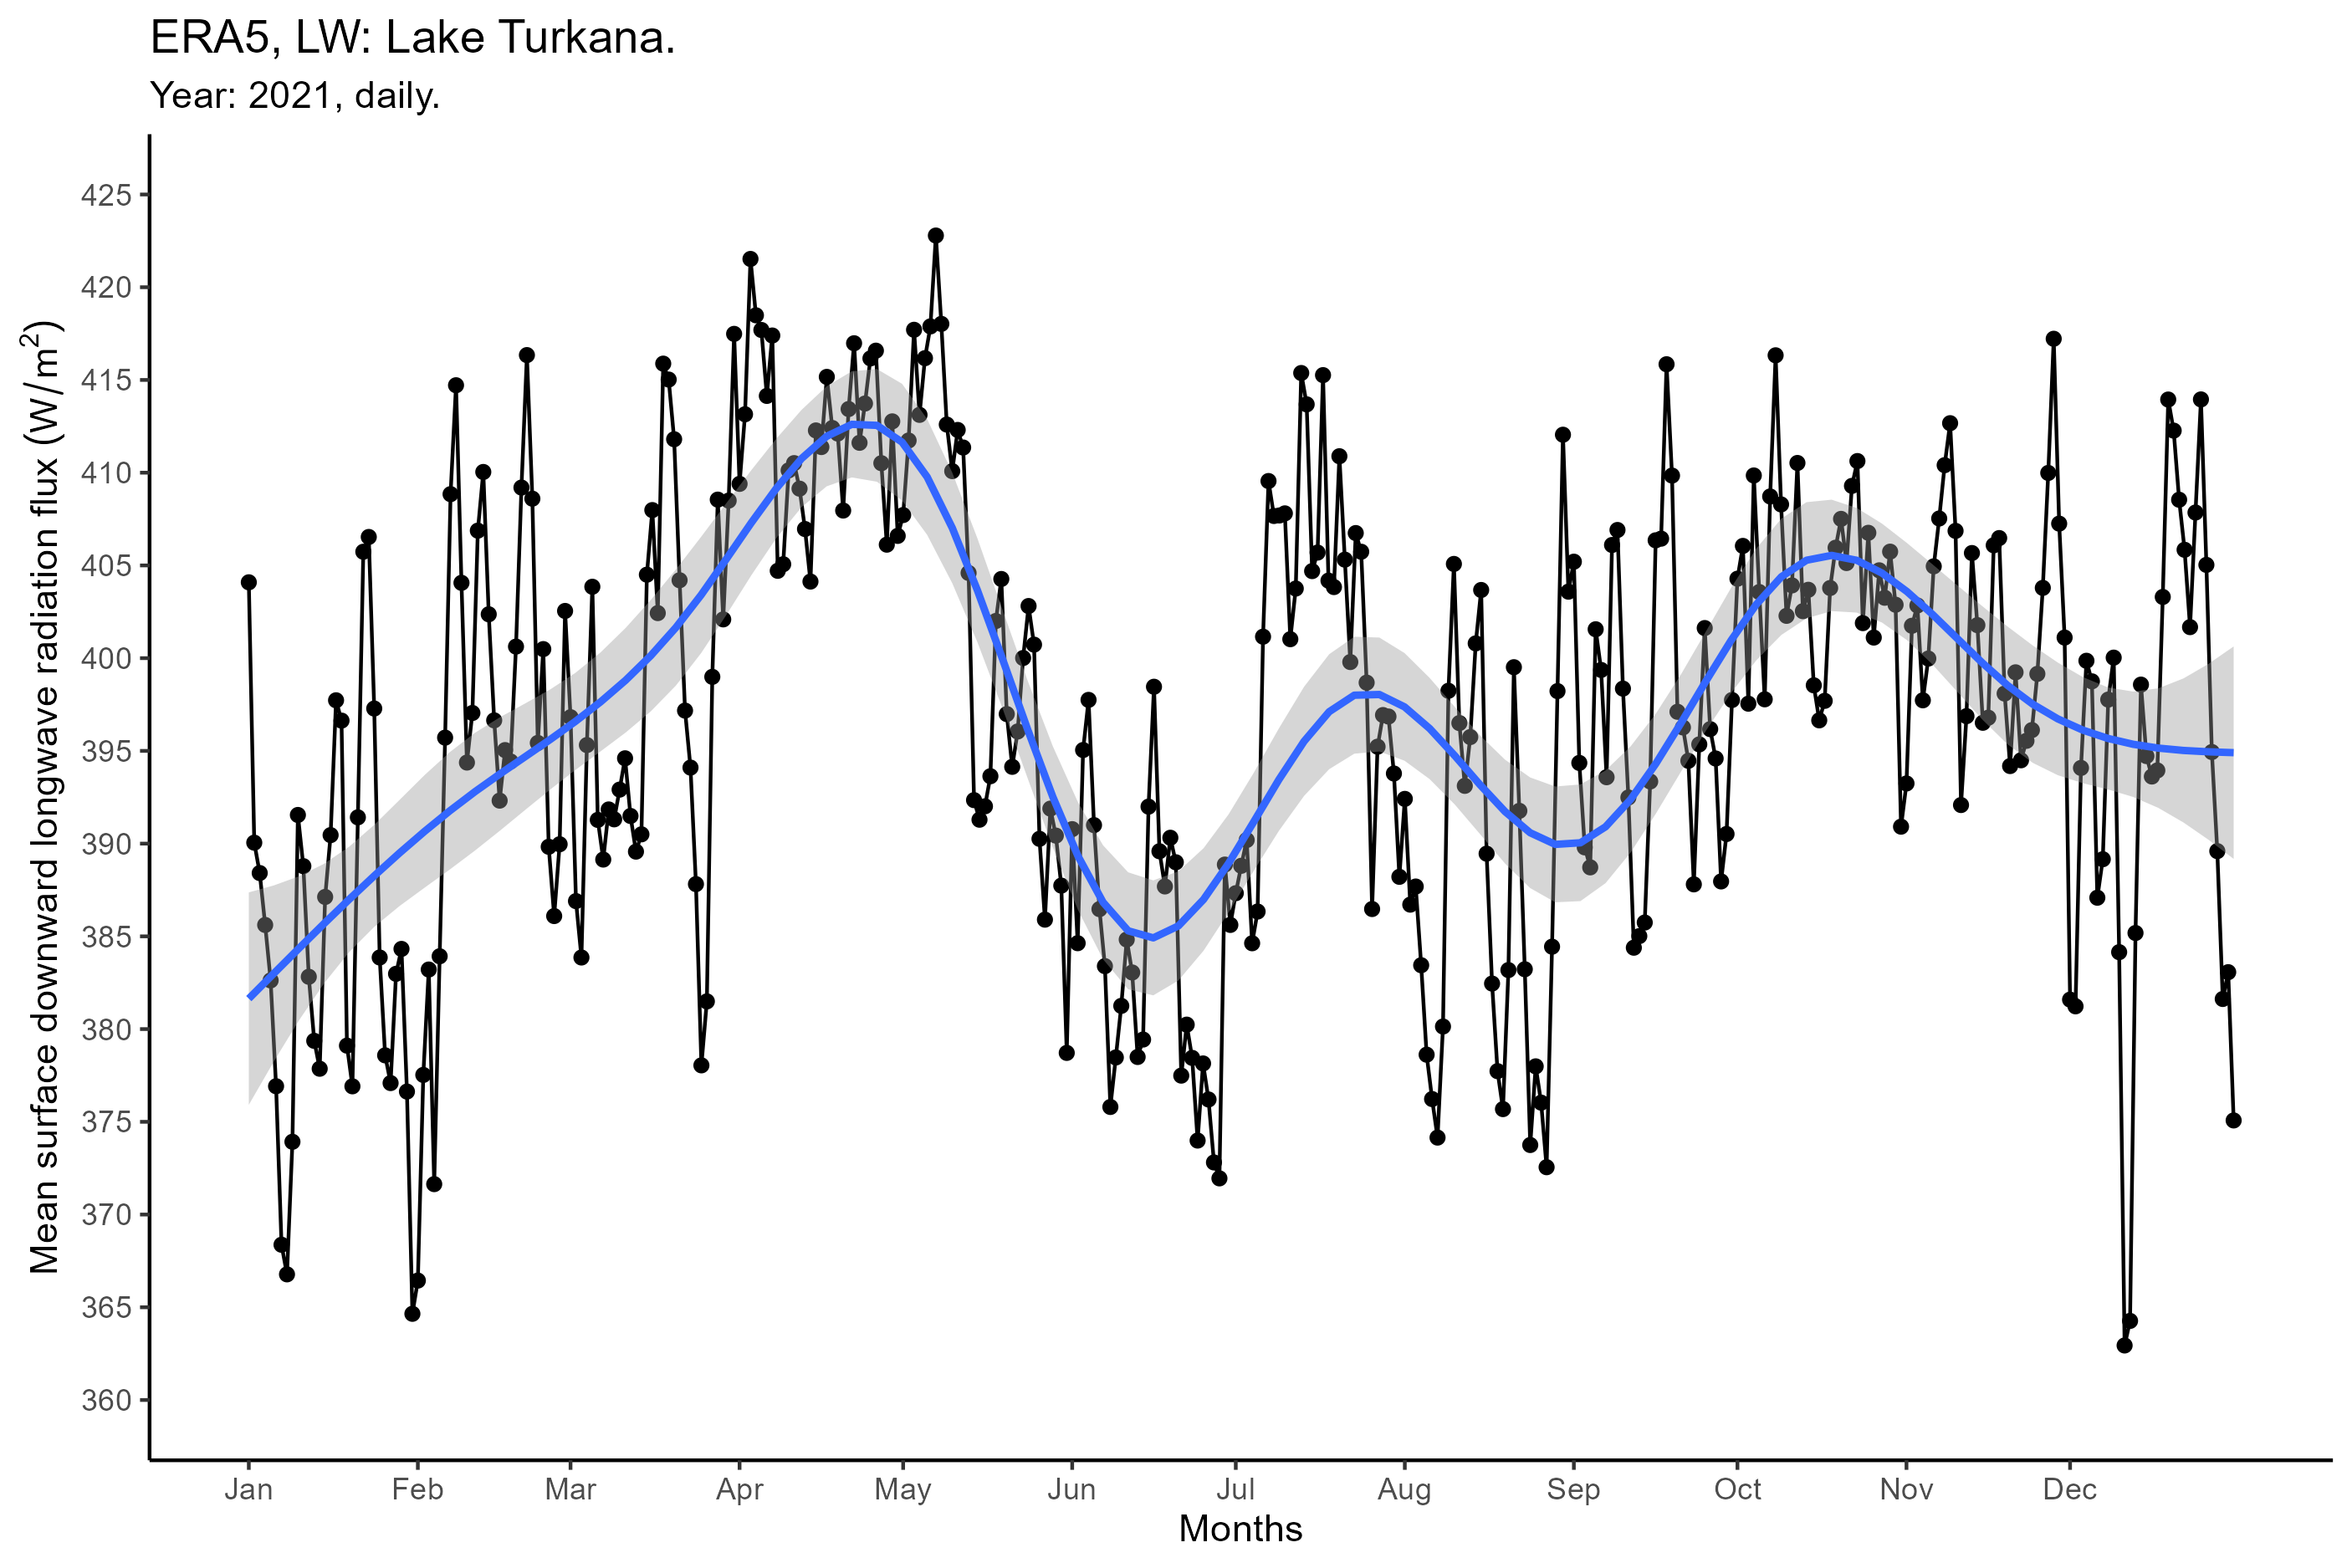 ERA5, LW: Lake Turkana.
Year: 2021, daily.
Mean surface downward longwave radiation flux (W/m²)
425
420
415
410
405
400
395
390
385
380
375
370
365
360
Jan Feb Mar Apr May Jun Jul Aug Sep Oct Nov Dec
Months